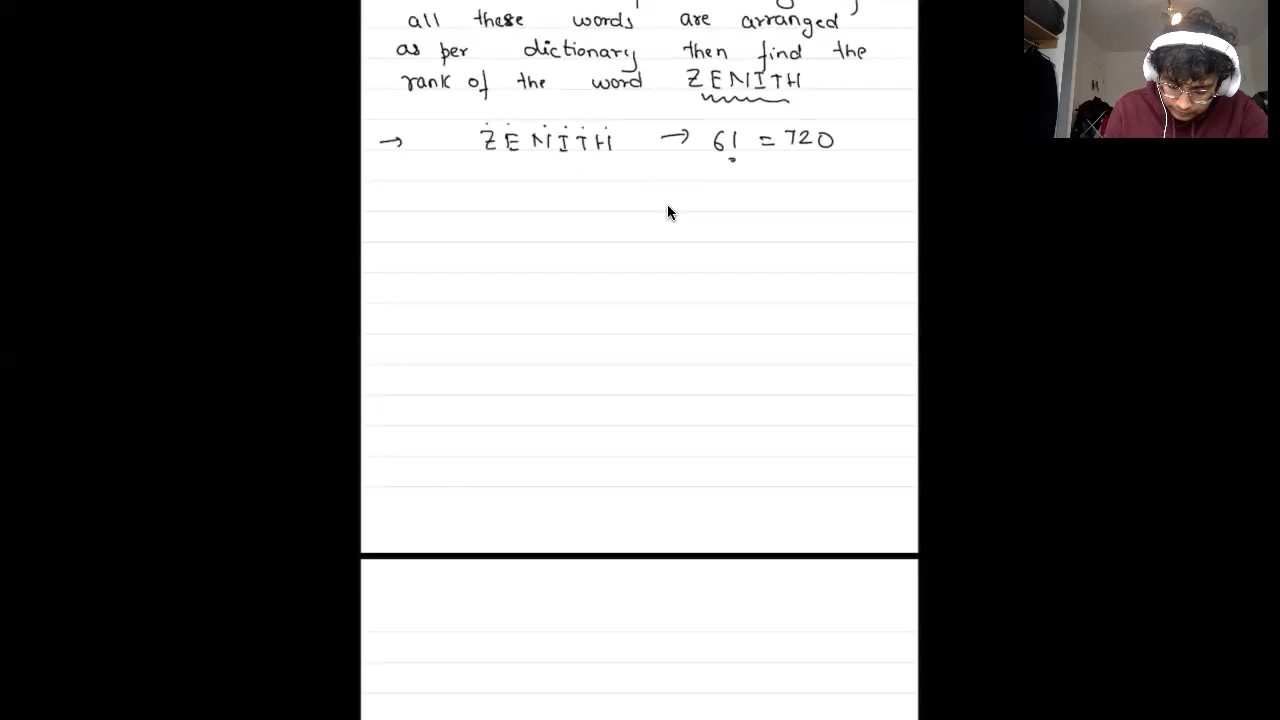 all these words are arranged
as per dictionary then find the
rank of the word ZENITH
→ ZENITH → 6! = 720